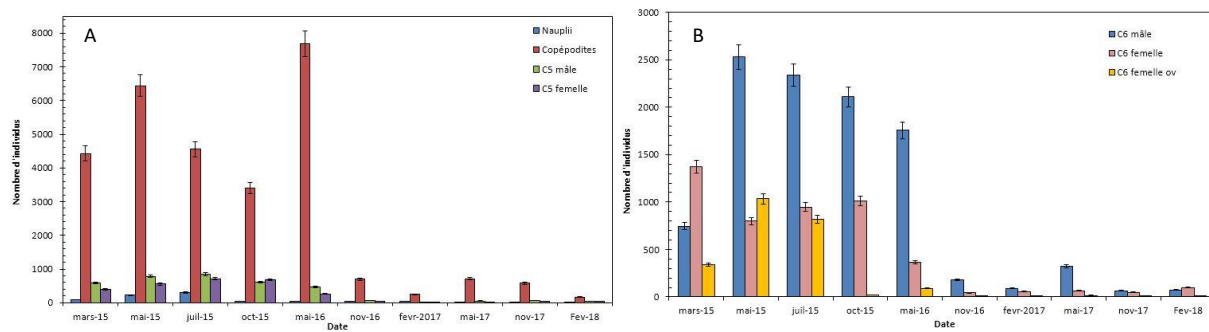 A
Nauplii
Copépodites
C5 mâle
C5 femelle
Nombre d'individus
8000
7000
6000
5000
4000
3000
2000
1000
0
mars-15 mai-15 juil-15 oct-15 mai-16 nov-16 fevr-2017 mai-17 nov-17 Fev-18
Date
B
C6 mâle
C6 femelle
C6 femelle ov
Nombre d'individus
3000
2500
2000
1500
1000
500
0
mars-15 mai-15 juil-15 oct-15 mai-16 nov-16 fevr-2017 mai-17 nov-17 Fev-18
Date